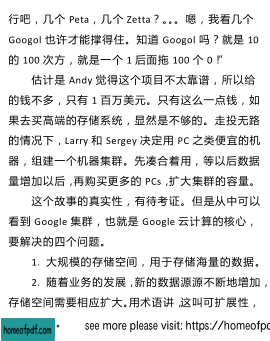 行吧，几个 Peta，几个 Zetta？。。。嗯，我看几个
Googol 也许才能撑得住。知道 Googol 吗？就是 10
的 100 次方，就是一个 1 后面拖 100 个 0！”
估计是 Andy 觉得这个项目不太靠谱，所以给
的钱不多，只有 1 百万美元。只有这么一点钱，如
果去买高端的存储系统，显然是不够的。走投无路
的情况下，Larry 和 Sergey 决定用 PC 之类便宜的机
器，组建一个机器集群。先凑合着用，等以后数据
量增加以后，再购买更多的 PCs，扩大集群的容量。
这个故事的真实性，有待考证。但是从中可以
看到 Google 集群，也就是 Google 云计算的核心，
要解决的四个问题。
1. 大规模的存储空间，用于存储海量的数据。
2. 随着业务的发展，新的数据源源不断地增加，
存储空间需要相应扩大。用术语讲，这叫可扩展性，
homeofpdf.com
see more please visit: https://homeofpd